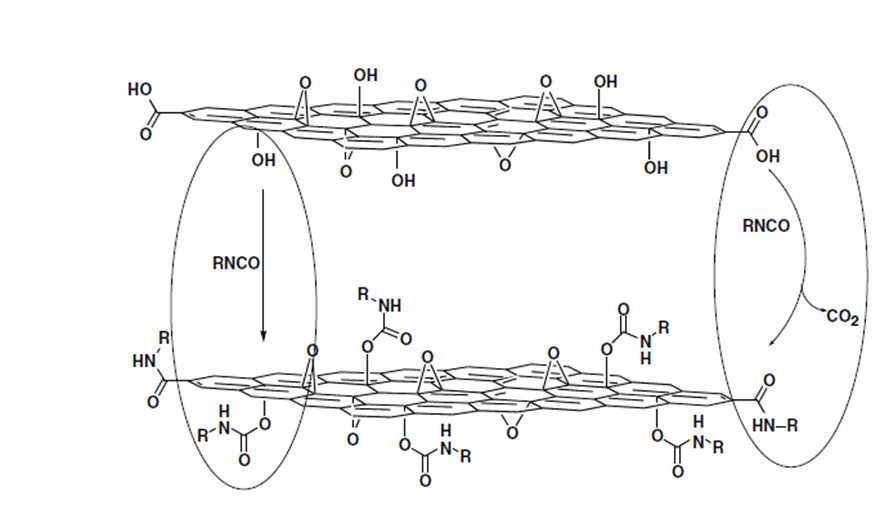 O OH O O OH
HO O
O OH
OH O OH O OH
RNCO
RNCO
R NH
O
CO2
R O O O O O N R
HN H
O O
O H O O HN–R
R N O O H O H
O O N R O N R
O O